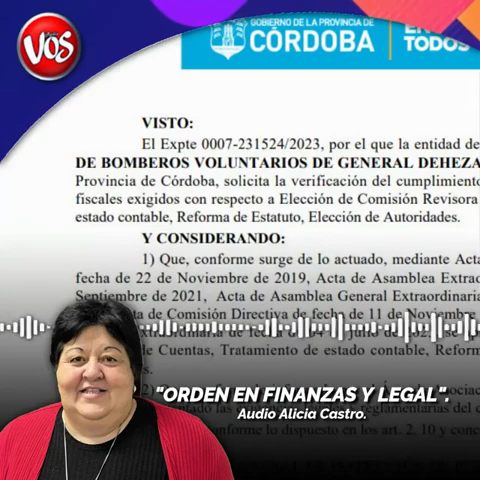 VOS
GOBIERNO DE LA PROVINCIA DE
CÓRDOBA
TODOS
VISTO:
El Expte 0007-231524/2023, por el que la entidad de
DE BOMBEROS VOLUNTARIOS DE GENERAL DEHEZA
Provincia de Córdoba, solicita la verificación del cumplimiento
fiscales exigidos con respecto a Elección de Comisión Revisora
estado contable, Reforma de Estatuto, Elección de Autoridades.
Y CONSIDERANDO:
1) Que, conforme surge de lo actuado, mediante Acta
fecha de 22 de Noviembre de 2019, Acta de Asamblea Extrao
Septiembre de 2021, Acta de Asamblea General Extraordinaria
de Comisión Directiva de fecha de 11 de Noviembre
de Cuentas, Tratamiento de estado contable, Reform
"ORDEN EN FINANZAS Y LEGAL".
Audio Alicia Castro.
reglamentarias del
conforme lo dispuesto en los art. 2, 10 y conc